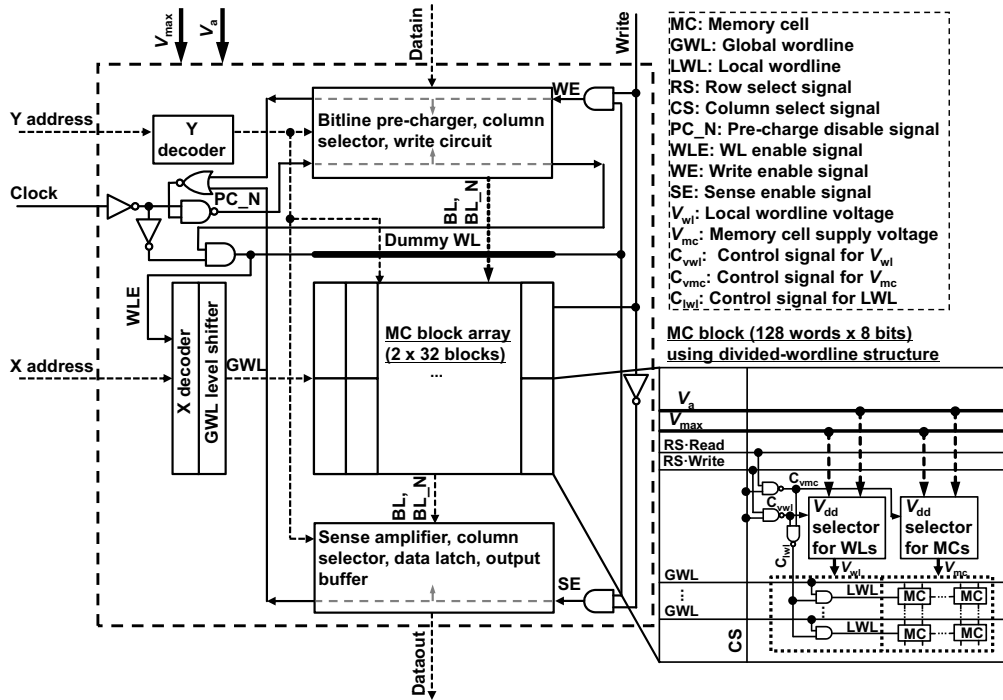 Vmax
Va
Datain
Write
MC: Memory cell
GWL: Global wordline
LWL: Local wordline
RS: Row select signal
CS: Column select signal
PC_N: Pre-charge disable signal
WLE: WL enable signal
WE: Write enable signal
SE: Sense enable signal
Vwl: Local wordline voltage
Vmc: Memory cell supply voltage
Cvwl: Control signal for Vwl
Cvmc: Control signal for Vmc
Clwl: Control signal for LWL
WE
Y address
Y
decoder
Bitline pre-charger, column
selector, write circuit
Clock
PC_N
BL,
BL_N
Dummy WL
WLE
X address
X decoder
GWL level shifter
GWL
MC block array
(2 x 32 blocks)
...
BL,
BL_N
Sense amplifier, column
selector, data latch, output
buffer
SE
Dataout
MC block (128 words x 8 bits)
using divided-wordline structure
Va
Vmax
RS·Read
RS·Write
Cvmc
Cvwl
Clwl
Vdd
selector
for WLs
Vdd
selector
for MCs
Vwl
Vmc
GWL
LWL
MC
MC
GWL
LWL
MC
MC
CS